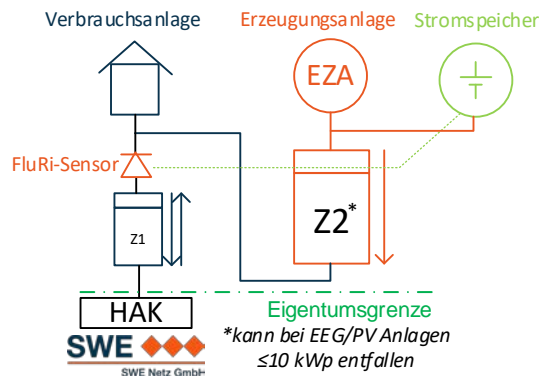 Verbrauchsanlage Erzeugungsanlage Stromspeicher
EZA
FluRi-Sensor
Z1
Z2*
HAK
Eigentumsgrenze
*kann bei EEG/PV Anlagen
≤10 kWp entfallen
SWE
SWE Netz GmbH